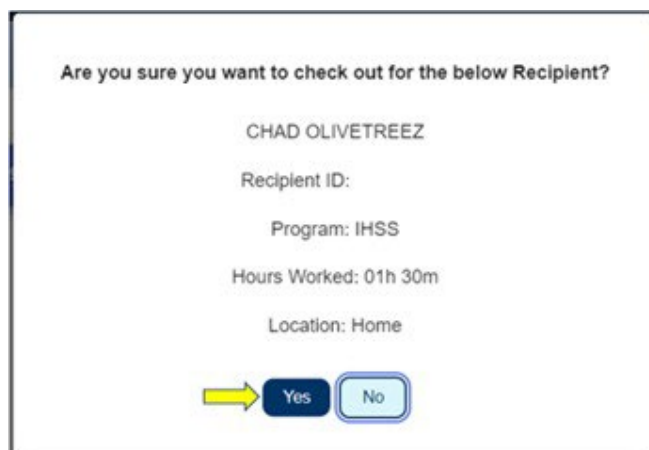 Are you sure you want to check out for the below Recipient?
CHAD OLIVETREEZ
Recipient ID:
Program: IHSS
Hours Worked: 01h 30m
Location: Home
Yes No